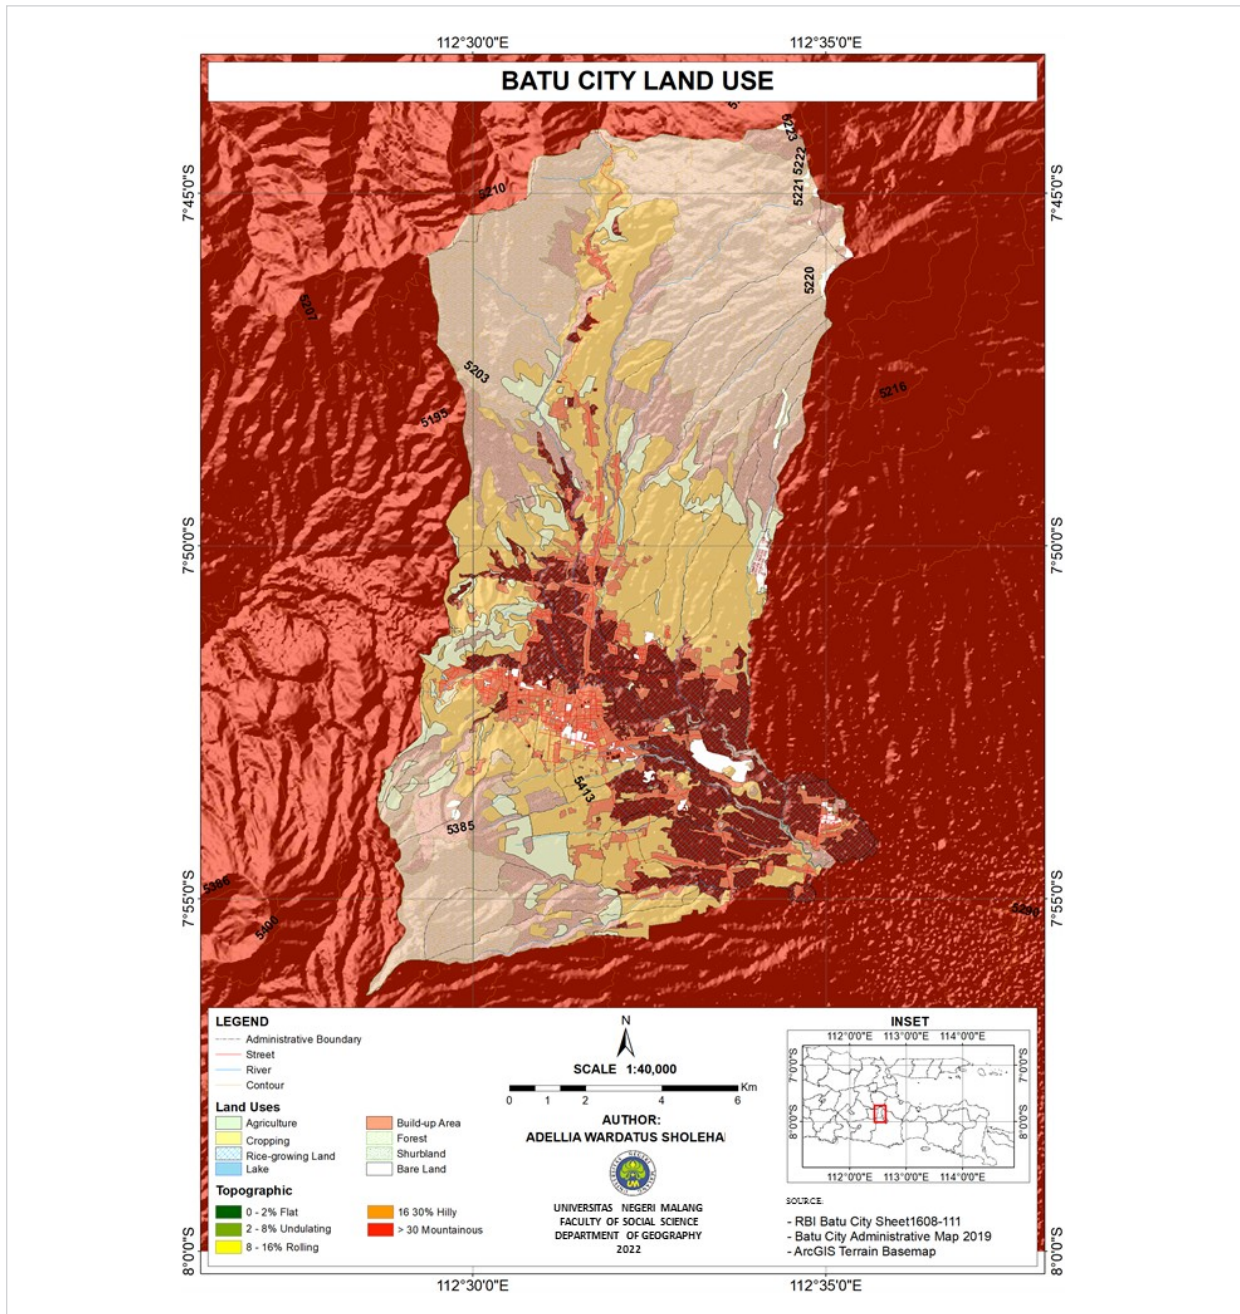 112°30'0"E 112°35'0"E
BATU CITY LAND USE
5223
5222
5221
5210
7°45'0"S 7°45'0"S
5220
5207
5203
5216
5195
7°50'0"S 7°50'0"S
5413
5385
5386
5400
5290
7°55'0"S 7°55'0"S
LEGEND
Administrative Boundary
Street
River
Contour
Land Uses
Agriculture
Cropping
Rice-growing Land
Lake
Build-up Area
Forest
Shurbland
Bare Land
Topographic
0 - 2% Flat
2 - 8% Undulating
8 - 16% Rolling
16 30% Hilly
> 30 Mountainous
N
SCALE 1:40,000
0 1 2 4 6 Km
AUTHOR:
ADELLIA WARDATUS SHOLEHA
UNIVERSITAS NEGERI MALANG
FACULTY OF SOCIAL SCIENCE
DEPARTMENT OF GEOGRAPHY
2022
INSET
112°0'0"E 113°0'0"E 114°0'0"E
7°0'0"S 7°0'0"S
8°0'0"S 8°0'0"S
112°0'0"E 113°0'0"E 114°0'0"E
SOURCE:
- RBI Batu City Sheet1608-111
- Batu City Administrative Map 2019
- ArcGIS Terrain Basemap
8°0'0"S 8°0'0"S
112°30'0"E 112°35'0"E